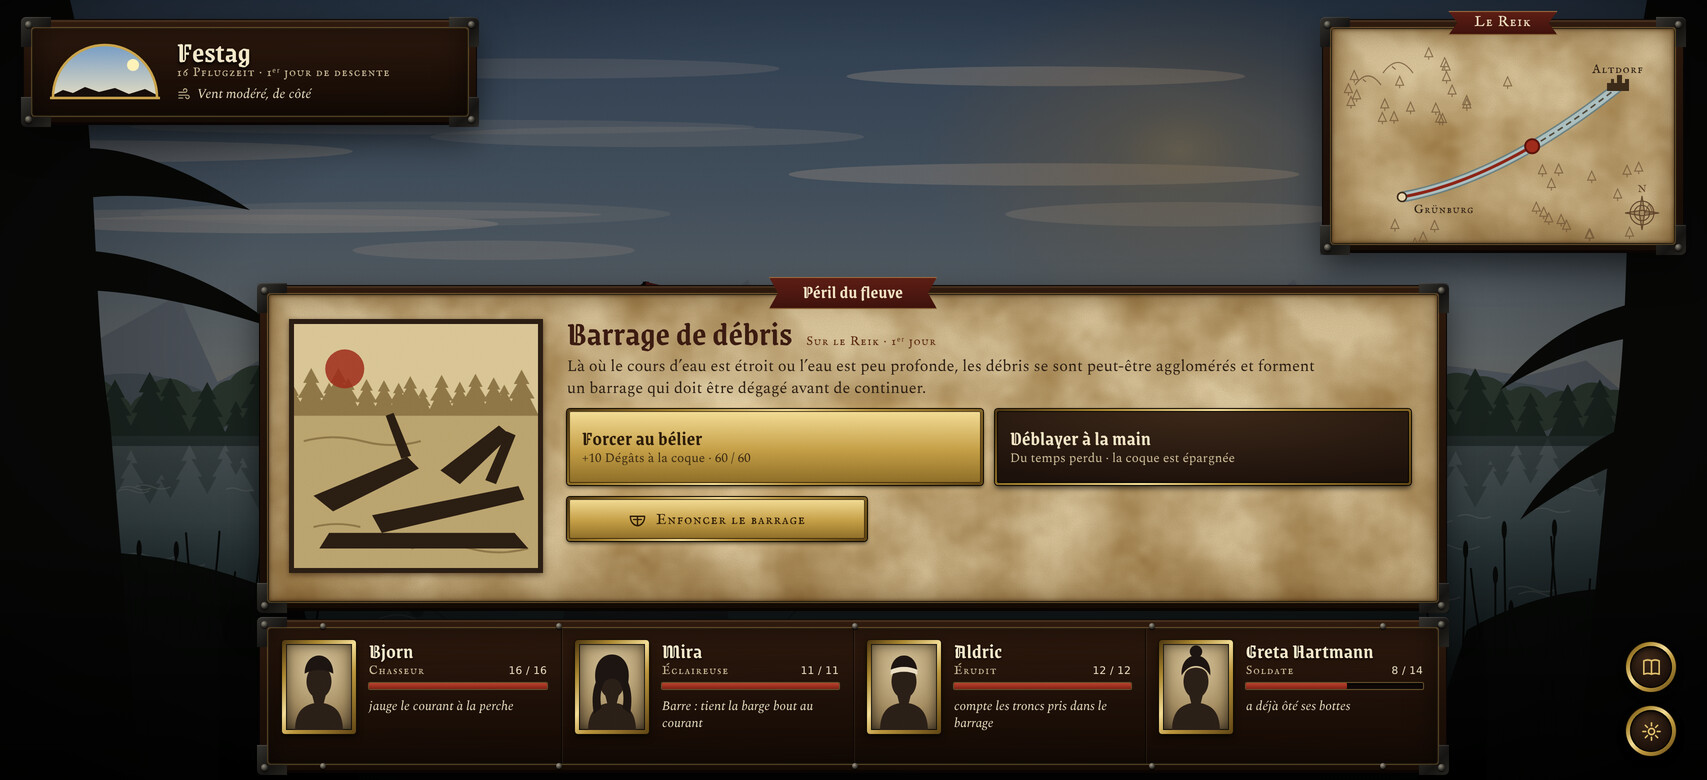 Festag
16 Pflugzeit · 1er jour de descente
Vent modéré, de côté
Le Reik
Altdorf
Grünburg
N
Péril du fleuve
Barrage de débris
Sur le Reik · 1er jour
Là où le cours d’eau est étroit ou l’eau est peu profonde, les débris se sont peut-être agglomérés et forment
un barrage qui doit être dégagé avant de continuer.
Forcer au bélier
+10 Dégâts à la coque · 60 / 60
Déblayer à la main
Du temps perdu · la coque est épargnée
Enfoncer le barrage
Bjorn
Chasseur
16 / 16
jauge le courant à la perche
Mira
Éclaireuse
11 / 11
Barre : tient la barge bout au
courant
Aldric
Érudit
12 / 12
compte les troncs pris dans le
barrage
Greta Hartmann
Soldate
8 / 14
a déjà ôté ses bottes